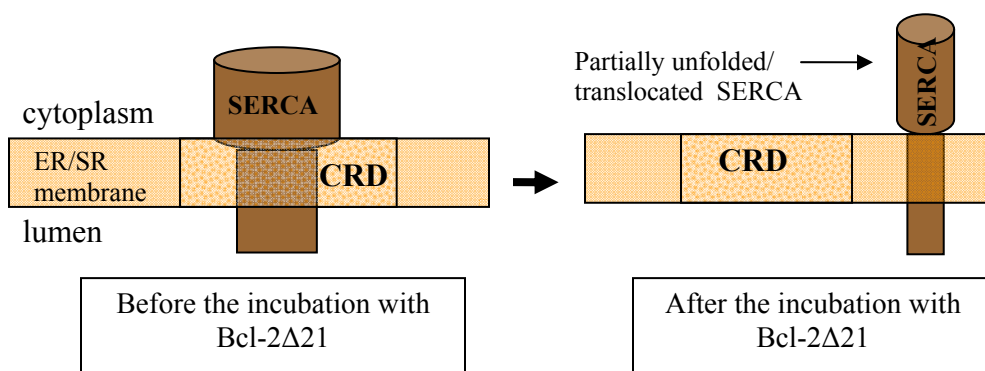 cytoplasm
SERCA
ER/SR
membrane
CRD
lumen
Before the incubation with
Bcl-2Δ21
Partially unfolded/
translocated SERCA
SERCA
CRD
After the incubation with
Bcl-2Δ21